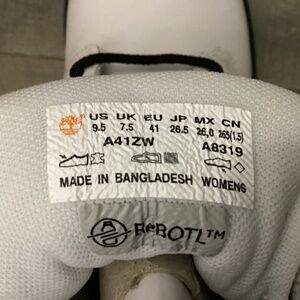 US UK EU JP MX CN
9.5 7.5 41 26.5 26,0 265(1.5)
A41ZW A8319
MADE IN BANGLADESH WOMENS
ReBOTL™